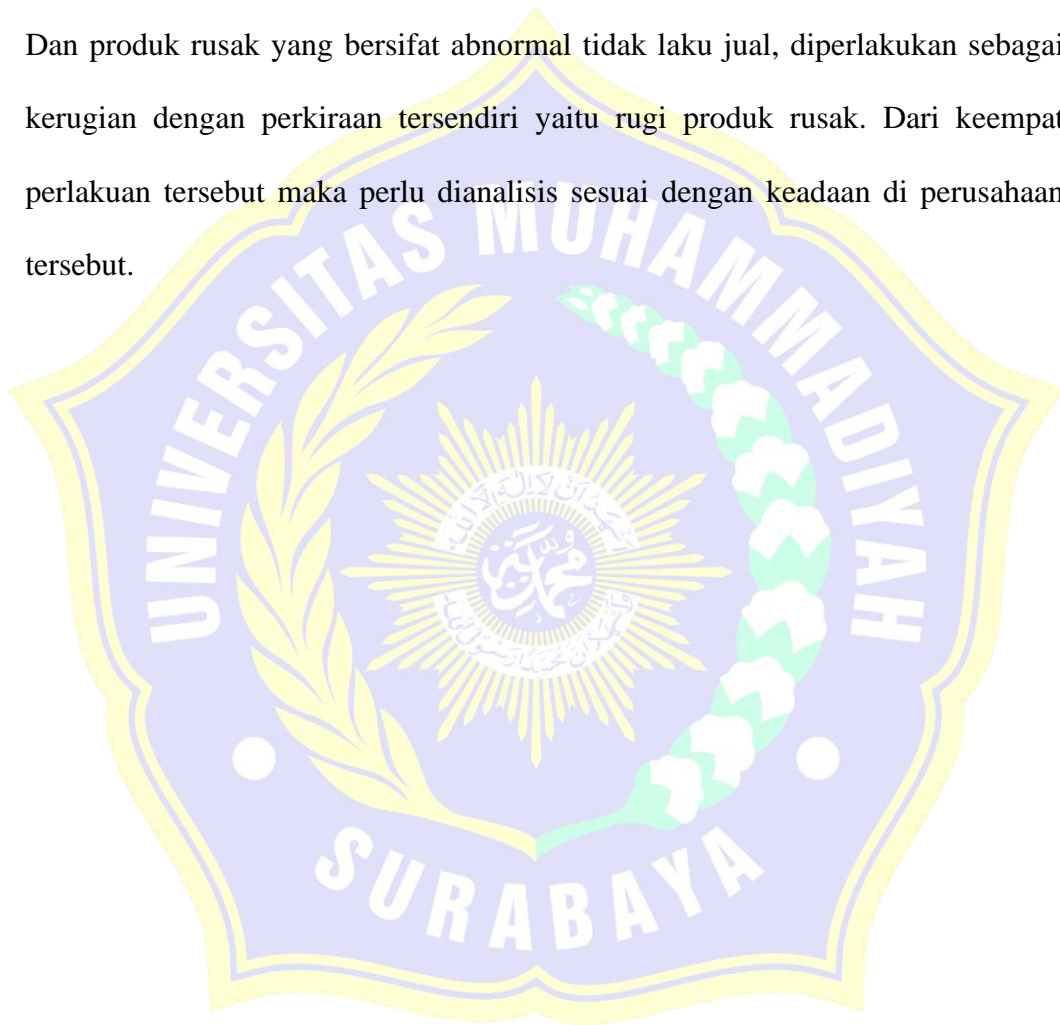 Dan produk rusak yang bersifat abnormal tidak laku jual, diperlakukan sebagai
kerugian dengan perkiraan tersendiri yaitu rugi produk rusak. Dari keempat
perlakuan tersebut maka perlu dianalisis sesuai dengan keadaan di perusahaan
tersebut.
UNIVERSITAS MUHAMMADIYAH
SURABAYA